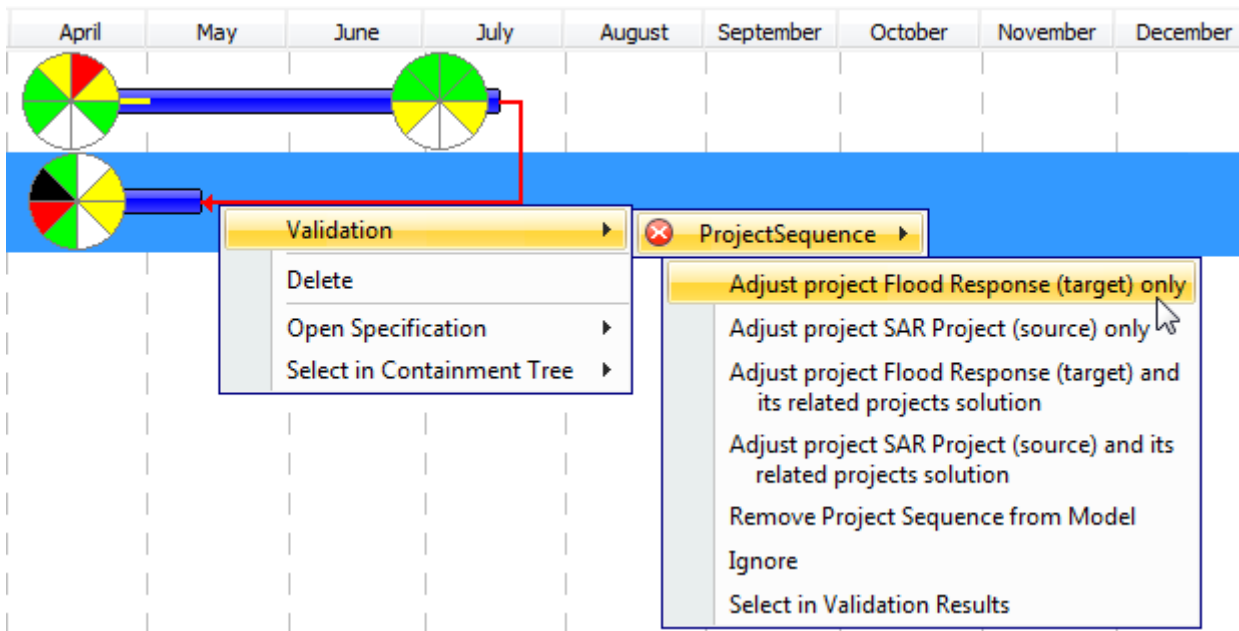 April May June July August September October November December
Validation
ProjectSequence
Delete
Open Specification
Select in Containment Tree
Adjust project Flood Response (target) only
Adjust project SAR Project (source) only
Adjust project Flood Response (target) and
its related projects solution
Adjust project SAR Project (source) and its
related projects solution
Remove Project Sequence from Model
Ignore
Select in Validation Results